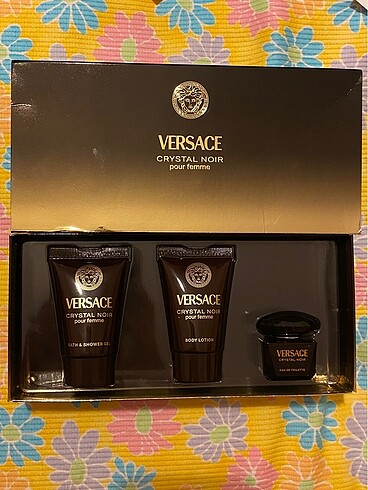 VERSACE
CRYSTAL NOIR
pour femme
VERSACE
CRYSTAL NOIR
pour femme
BATH & SHOWER GEL
VERSACE
CRYSTAL NOIR
pour femme
BODY LOTION
VERSACE
CRYSTAL NOIR
EAU DE TOILETTE